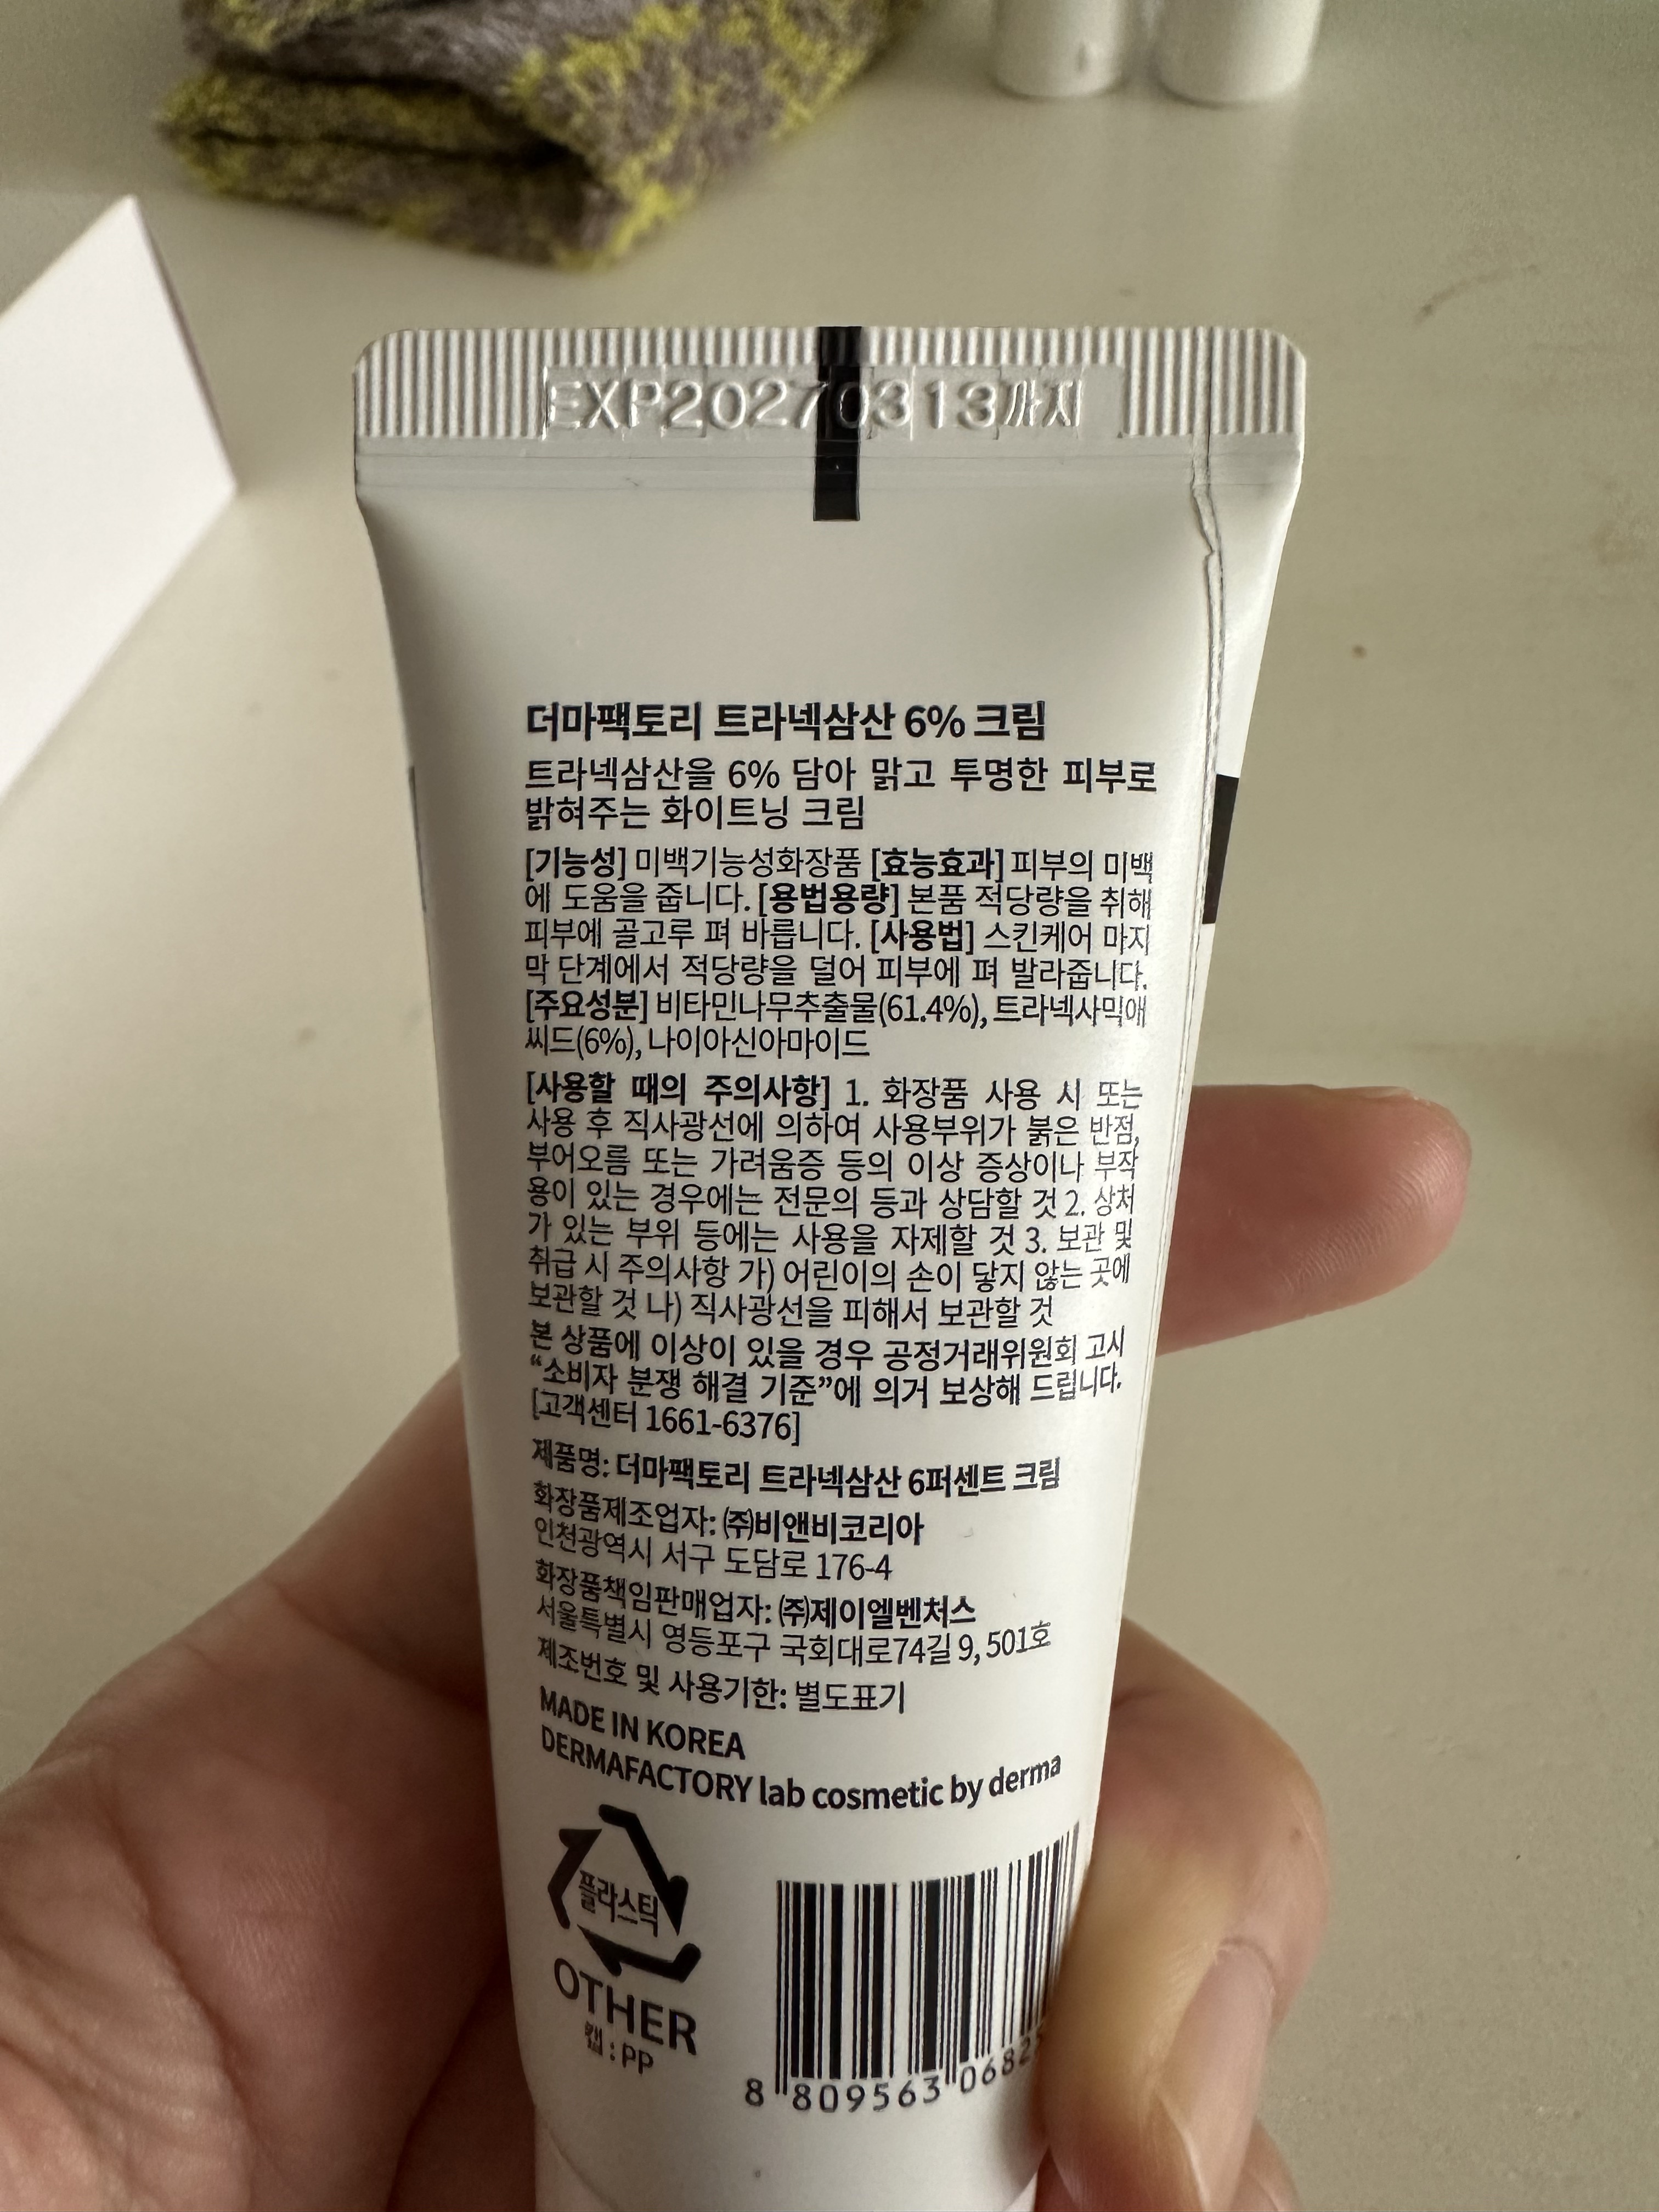 EXP20270313까지
더마팩토리 트라넥삼산 6% 크림
트라넥삼산을 6% 담아 맑고 투명한 피부로
밝혀주는 화이트닝 크림
[기능성] 미백기능성화장품 [효능효과] 피부의 미백
에 도움을 줍니다. [용법용량] 본품 적당량을 취해
피부에 골고루 펴 바릅니다. [사용법] 스킨케어 마지
막 단계에서 적당량을 덜어 피부에 펴 발라줍니다.
[주요성분] 비타민나무추출물(61.4%), 트라넥사믹애
씨드(6%), 나이아신아마이드
[사용할 때의 주의사항] 1. 화장품 사용 시 또는
사용 후 직사광선에 의하여 사용부위가 붉은 반점,
부어오름 또는 가려움증 등의 이상 증상이나 부작
용이 있는 경우에는 전문의 등과 상담할 것 2. 상처
가 있는 부위 등에는 사용을 자제할 것 3. 보관 및
취급 시 주의사항 가) 어린이의 손이 닿지 않는 곳에
보관할 것 나) 직사광선을 피해서 보관할 것
본 상품에 이상이 있을 경우 공정거래위원회 고시
“소비자 분쟁 해결 기준”에 의거 보상해 드립니다.
[고객센터 1661-6376]
제품명: 더마팩토리 트라넥삼산 6퍼센트 크림
화장품제조업자: ㈜비앤비코리아
인천광역시 서구 도담로 176-4
화장품책임판매업자: ㈜제이엘벤처스
서울특별시 영등포구 국회대로74길 9, 501호
제조번호 및 사용기한: 별도표기
MADE IN KOREA
DERMAFACTORY lab cosmetic by derma
플라스틱
OTHER
캡 : PP
8 809563 0682